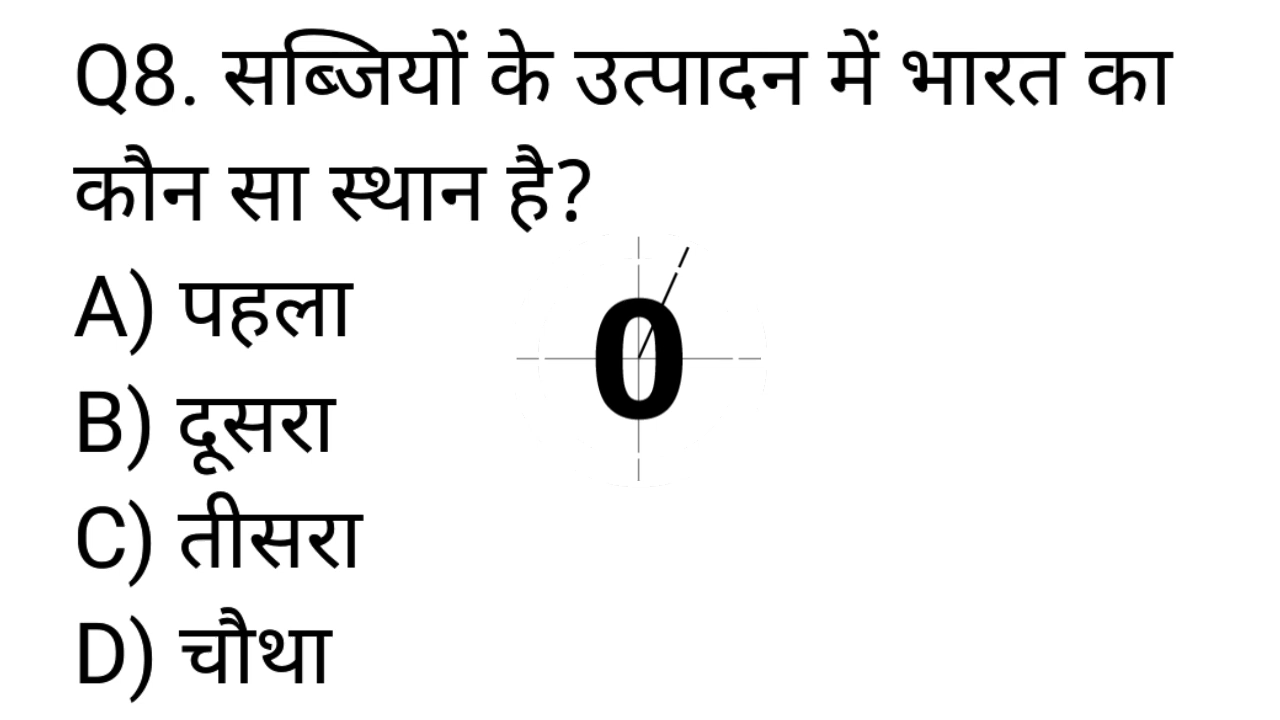 Q8. सब्जियों के उत्पादन में भारत का
कौन सा स्थान है?
A) पहला
0
B) दूसरा
C) तीसरा
D) चौथा